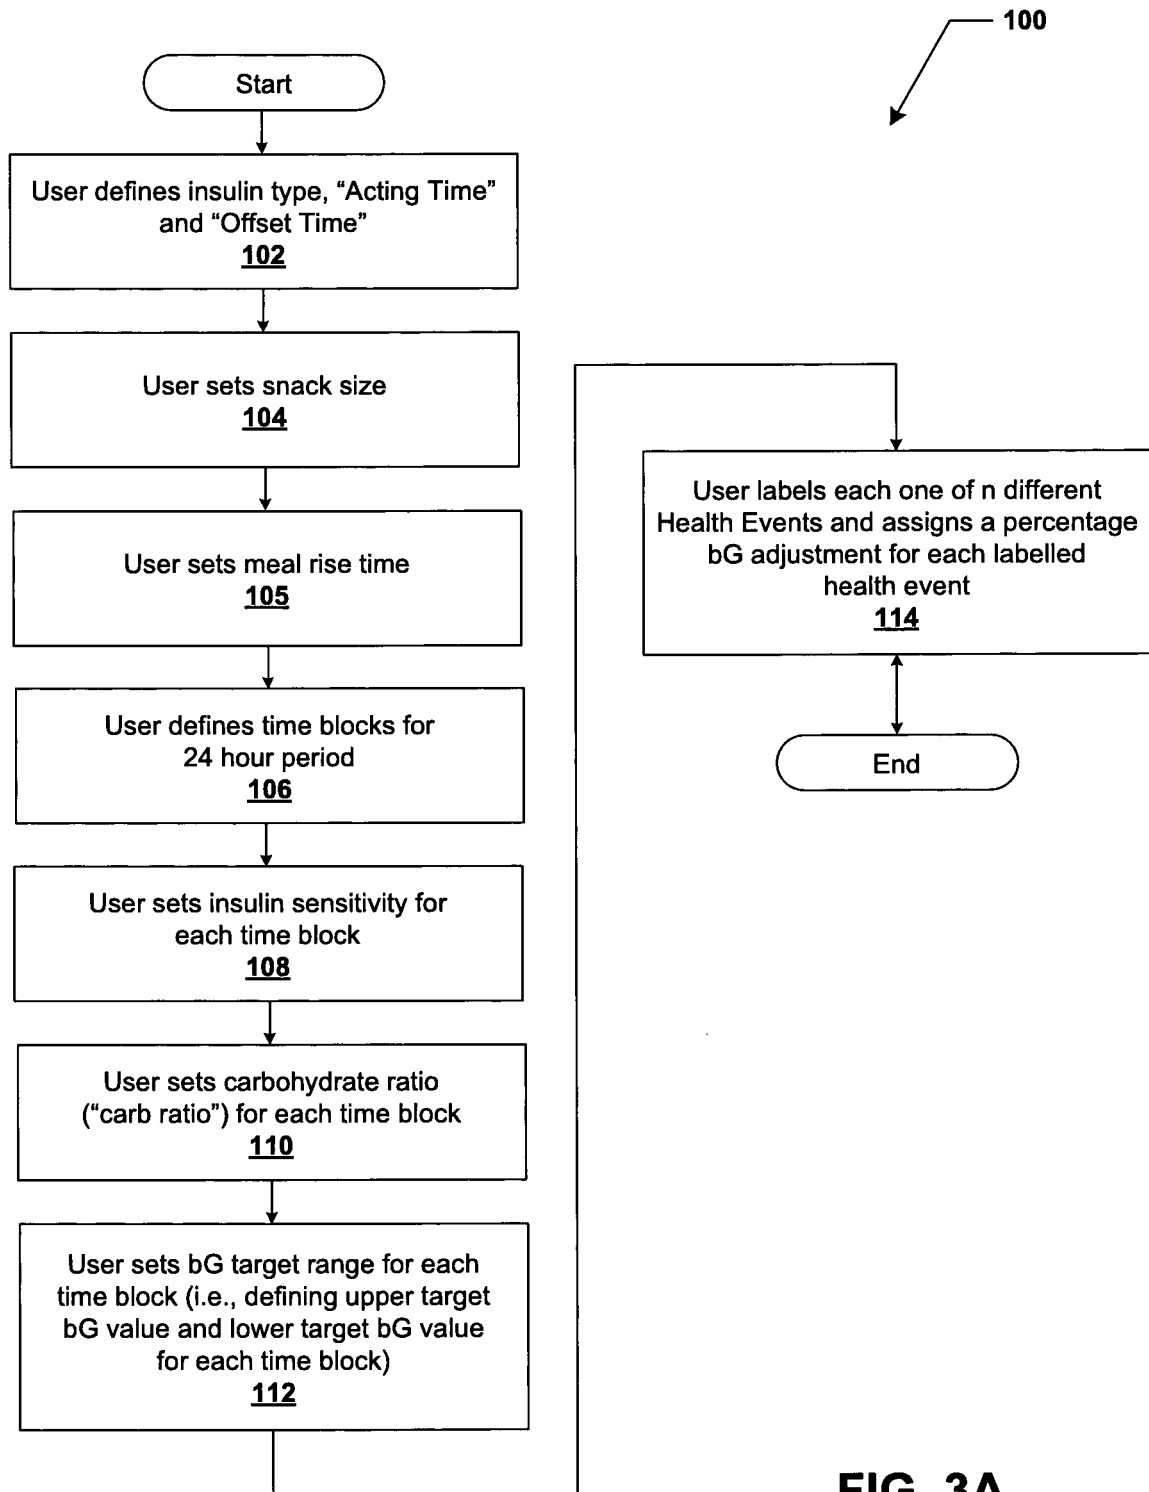 100
Start
User defines insulin type, “Acting Time”
and “Offset Time”
102
User sets snack size
104
User sets meal rise time
105
User defines time blocks for
24 hour period
106
User sets insulin sensitivity for
each time block
108
User sets carbohydrate ratio
(“carb ratio”) for each time block
110
User sets bG target range for each
time block (i.e., defining upper target
bG value and lower target bG value
for each time block)
112
User labels each one of n different
Health Events and assigns a percentage
bG adjustment for each labelled
health event
114
End
FIG. 3A